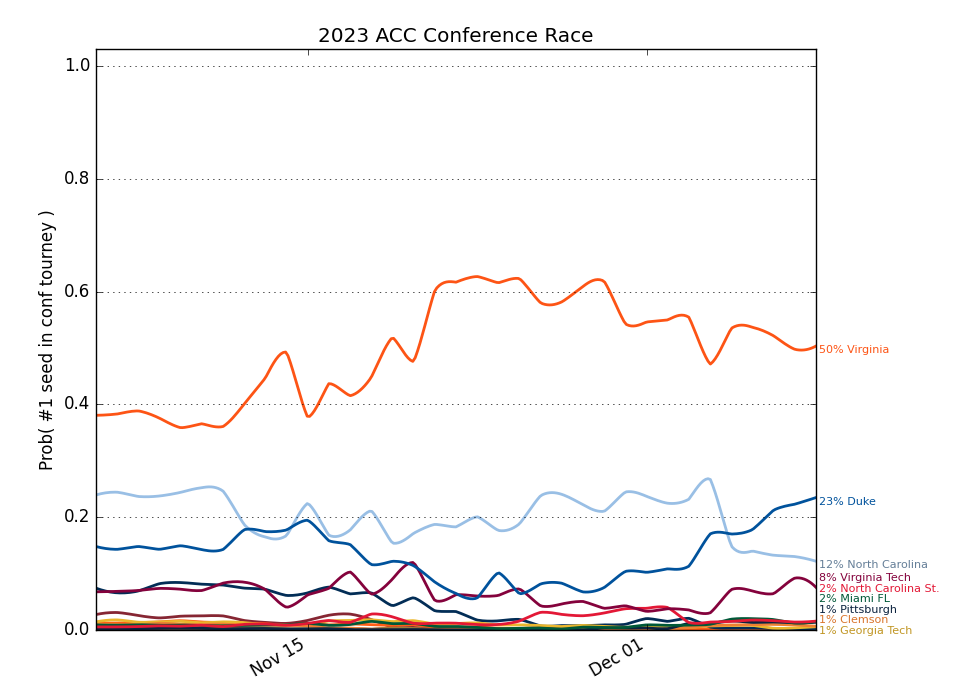 2023 ACC Conference Race
Prob( #1 seed in conf tourney )
1.0
0.8
0.6
0.4
0.2
0.0
Nov 15
Dec 01
50% Virginia
23% Duke
12% North Carolina
8% Virginia Tech
2% North Carolina St.
2% Miami FL
1% Pittsburgh
1% Clemson
1% Georgia Tech